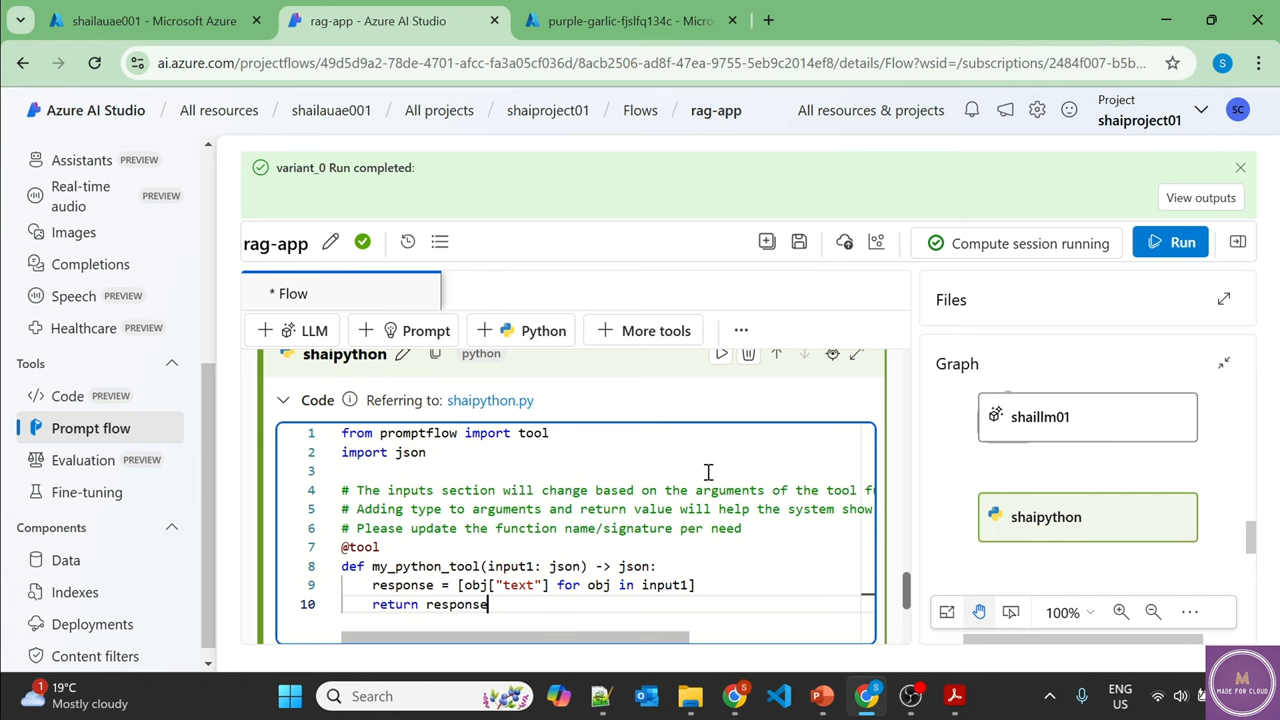 shailauae001 - Microsoft Azure
rag-app - Azure AI Studio
purple-garlic-fjslfq134c - Micro
ai.azure.com/projectflows/49d5d9a2-78de-4701-afcc-fa3a05cf036d/8acb2506-ad8f-47ea-9755-5eb9c2014ef8/details/Flow?wsid=/subscriptions/2484f007-b5b...
S
Azure AI Studio / All resources / shailauae001 / All projects / shaiproject01 / Flows / rag-app
All resources & projects
Project
shaiproject01
SC
Assistants PREVIEW
Real-time audio PREVIEW
Images
Completions
Speech PREVIEW
Healthcare PREVIEW
Tools
Code PREVIEW
Prompt flow
Evaluation PREVIEW
Fine-tuning
Components
Data
Indexes
Deployments
Content filters
variant_0 Run completed:
View outputs
rag-app
Compute session running
Run
* Flow
LLM
Prompt
Python
More tools
shaipython
python
Code
Referring to: shaipython.py
1 from promptflow import tool
2 import json
3
4 # The inputs section will change based on the arguments of the tool fu
5 # Adding type to arguments and return value will help the system show
6 # Please update the function name/signature per need
7 @tool
8 def my_python_tool(input1: json) -> json:
9 response = [obj["text"] for obj in input1]
10 return response
Files
Graph
shaillm01
shaipython
100%
1
19°C
Mostly cloudy
Search
ENG
US
M
MADE FOR CLOUD